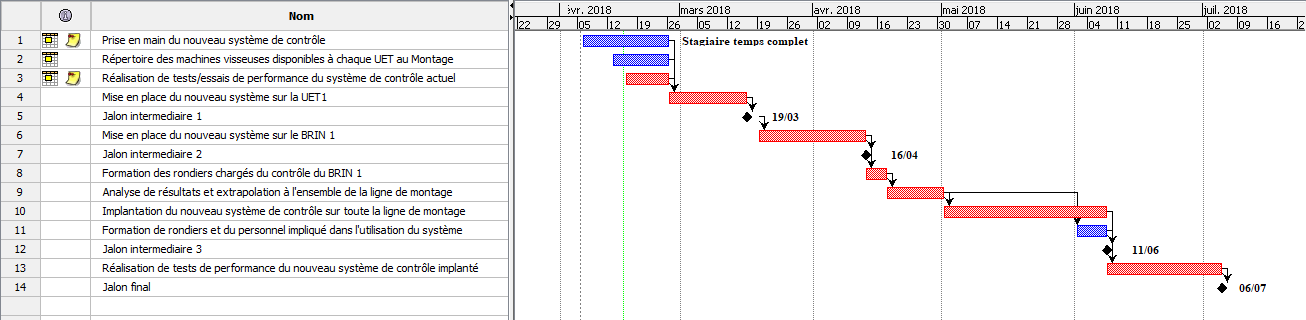 Nom
évr. 2018 mars 2018 avr. 2018 mai 2018 juin 2018 juil. 2018
22 29 05 12 19 26 05 12 19 26 02 09 16 23 30 07 14 21 28 04 11 18 25 02 09 16 2
1 Prise en main du nouveau système de contrôle Stagiaire temps complet
2 Répertoire des machines visseuses disponibles à chaque UET au Montage
3 Réalisation de tests/essais de performance du système de contrôle actuel
4 Mise en place du nouveau système sur la UET1
5 Jalon intermediaire 1 19/03
6 Mise en place du nouveau système sur le BRIN 1
7 Jalon intermediaire 2 16/04
8 Formation des rondiers chargés du contrôle du BRIN 1
9 Analyse de résultats et extrapolation à l'ensemble de la ligne de montage
10 Implantation du nouveau système de contrôle sur toute la ligne de montage
11 Formation de rondiers et du personnel impliqué dans l'utilisation du système
12 Jalon intermediaire 3 11/06
13 Réalisation de tests de performance du nouveau système de contrôle implanté
14 Jalon final 06/07